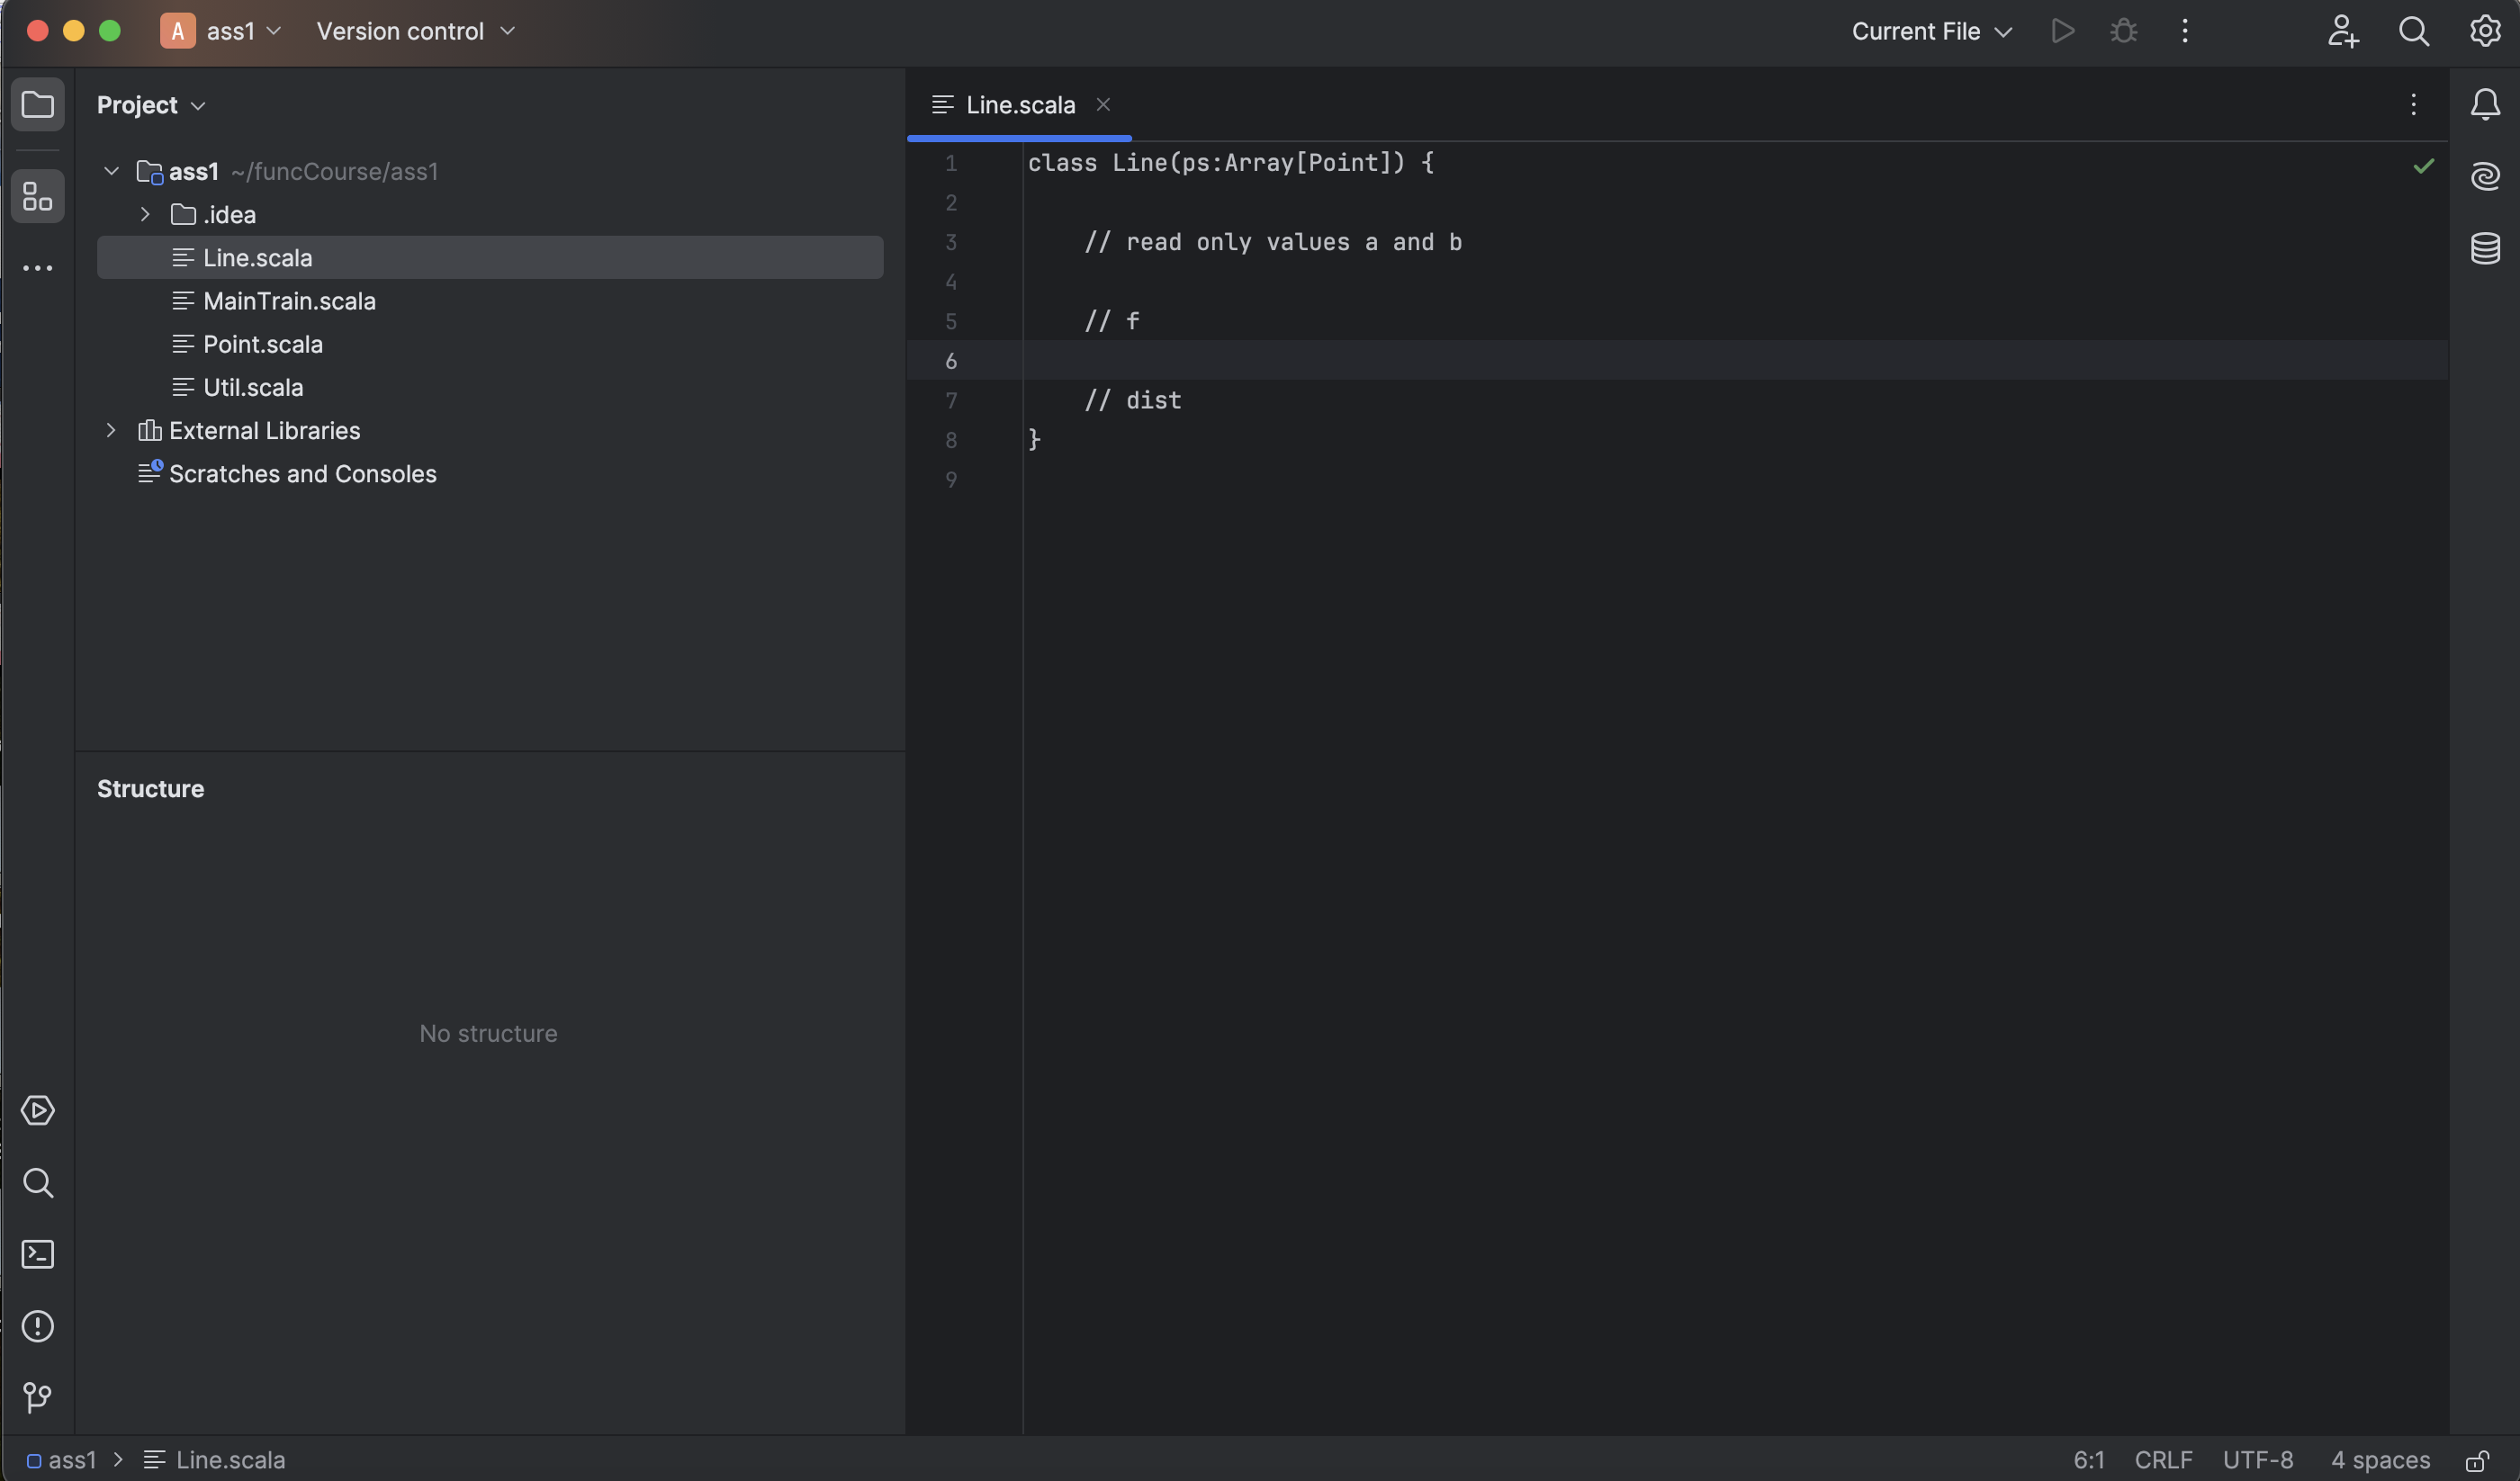 A ass1 Version control Current File
Project
Line.scala
ass1 ~/funcCourse/ass1
.idea
Line.scala
MainTrain.scala
Point.scala
Util.scala
External Libraries
Scratches and Consoles
1 class Line(ps:Array[Point]) {
2
3 // read only values a and b
4
5 // f
6
7 // dist
8 }
9
Structure
No structure
ass1 > Line.scala
6:1 CRLF UTF-8 4 spaces